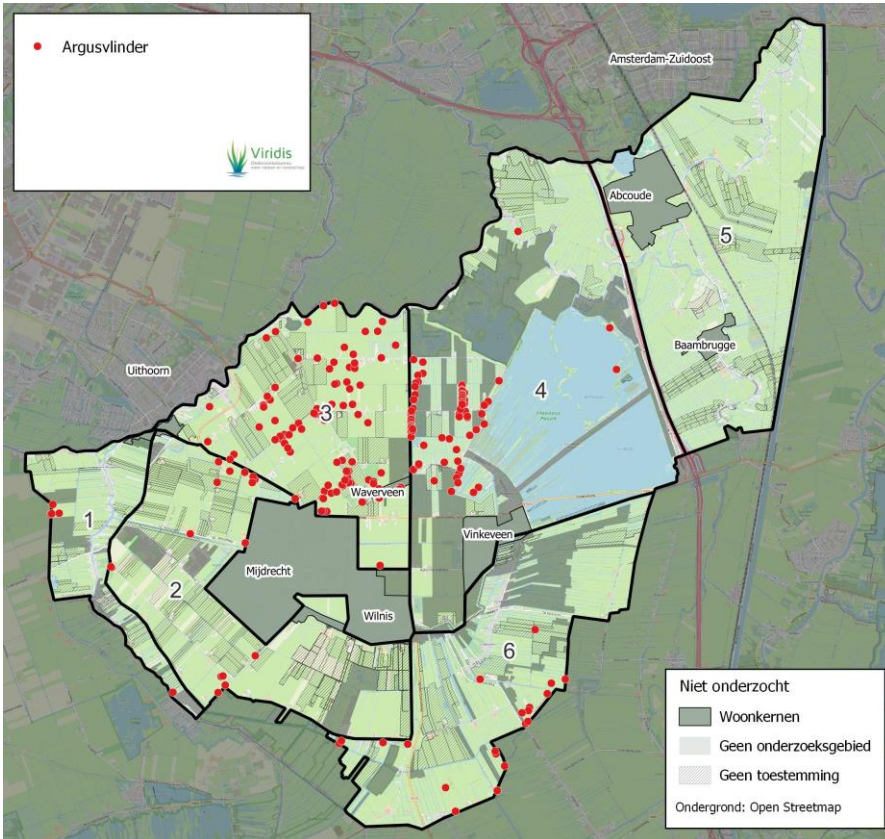 Argusvlinder
Viridis
Amsterdam-Zuidoost
Abcoude
5
Baambrugge
Uithoorn
4
3
Waverveen
1
Vinkeveen
Mijdrecht
2
Wilnis
6
Niet onderzocht
Woonkernen
Geen onderzoeksgebied
Geen toestemming
Ondergrond: Open Streetmap